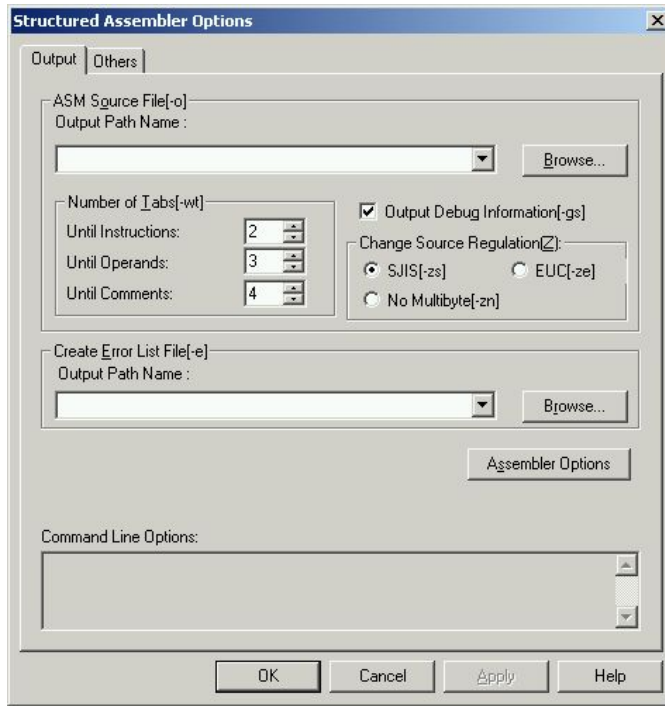 Structured Assembler Options
Output Others
ASM Source File[-o]
Output Path Name :
Browse...
Number of Tabs[-wt]
Until Instructions: 2
Until Operands: 3
Until Comments: 4
Output Debug Information[-gs]
Change Source Regulation(Z):
SJIS[-zs] EUC[-ze]
No Multibyte[-zn]
Create Error List File[-e]
Output Path Name :
Browse...
Assembler Options
Command Line Options:
OK Cancel Apply Help